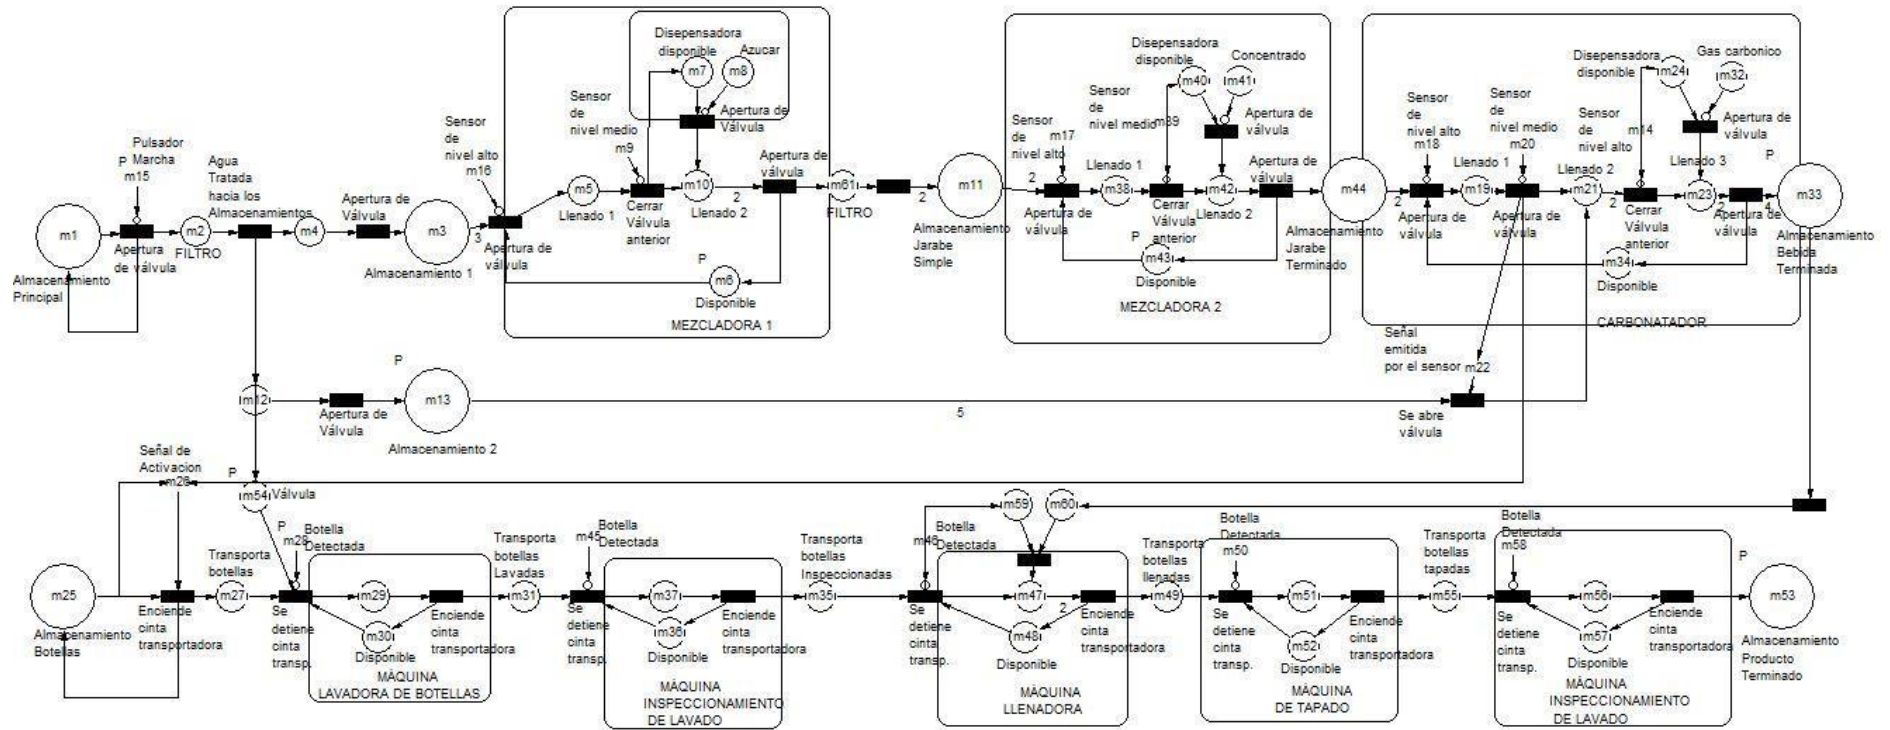 Disepensadora
disponible
Azucar
m7
m8
Apertura de
Válvula
Sensor
de
nivel medio
m9
Sensor
de
nivel alto
m16
Pulsador
Marcha
P
m15
Agua
Tratada
hacia los
Almacenamientos
m1
Almacenamiento
Principal
Apertura
de válvula
m2
FILTRO
m4
Apertura de
Válvula
m3
Almacenamiento 1
3
Apertura de
válvula
m5
Llenado 1
Cerrar
Válvula
anterior
m10
Llenado 2
2
Apertura de
válvula
P
m6
Disponible
MEZCLADORA 1
m61
FILTRO
2
m11
Almacenamiento
Jarabe
Simple
Disepensadora
disponible
Concentrado
m40
m41
Apertura de
válvula
Sensor
de
nivel medio
m39
Sensor
de
nivel alto
m17
2
Apertura de
válvula
Llenado 1
m38
Cerrar
Válvula
anterior
m42
Llenado 2
Apertura de
válvula
P
m43
Disponible
MEZCLADORA 2
m44
Almacenamiento
Jarabe
Terminado
Disepensadora
disponible
Gas carbonico
m24
m32
Apertura de
válvula
Sensor
de
nivel alto
m18
Sensor
de
nivel medio
m20
Sensor
de
nivel alto
m14
2
Apertura de
válvula
Llenado 1
m19
Apertura de
válvula
Llenado 2
m21
2
Cerrar
Válvula
anterior
Llenado 3
m23
2
Apertura de
válvula
4
P
m33
Almacenamiento
Bebida
Terminada
m34
Disponible
CARBONATADOR
Señal
emitida
por el sensor
m22
Se abre
válvula
m12
Apertura de
Válvula
P
m13
Almacenamiento 2
5
Señal de
Activacion
m26
P
m54
Válvula
m25
Almacenamiento
Botellas
Enciende
cinta
transportadora
Transporta
botellas
m27
P
m28
Botella
Detectada
Se
detiene
cinta
transp.
m29
m30
Disponible
Enciende
cinta
transportadora
MÁQUINA
LAVADORA DE BOTELLAS
Transporta
botellas
Lavadas
m31
m45
Botella
Detectada
Se
detiene
cinta
transp.
m37
m36
Disponible
Enciende
cinta
transportadora
MÁQUINA
INSPECCIONAMIENTO
DE LAVADO
Transporta
botellas
Inspeccionadas
m35
m46
Botella
Detectada
m59
m60
Se
detiene
cinta
transp.
m47
2
m48
Disponible
Enciende
cinta
transportadora
MÁQUINA
LLENADORA
Transporta
botellas
llenadas
m49
Botella
Detectada
m50
Se
detiene
cinta
transp.
m51
m52
Disponible
Enciende
cinta
transportadora
MÁQUINA
DE TAPADO
Transporta
botellas
tapadas
m55
Botella
Detectada
m58
Se
detiene
cinta
transp.
m56
m57
Disponible
Enciende
cinta
transportadora
MÁQUINA
INSPECCIONAMIENTO
DE LAVADO
P
m53
Almacenamiento
Producto
Terminado